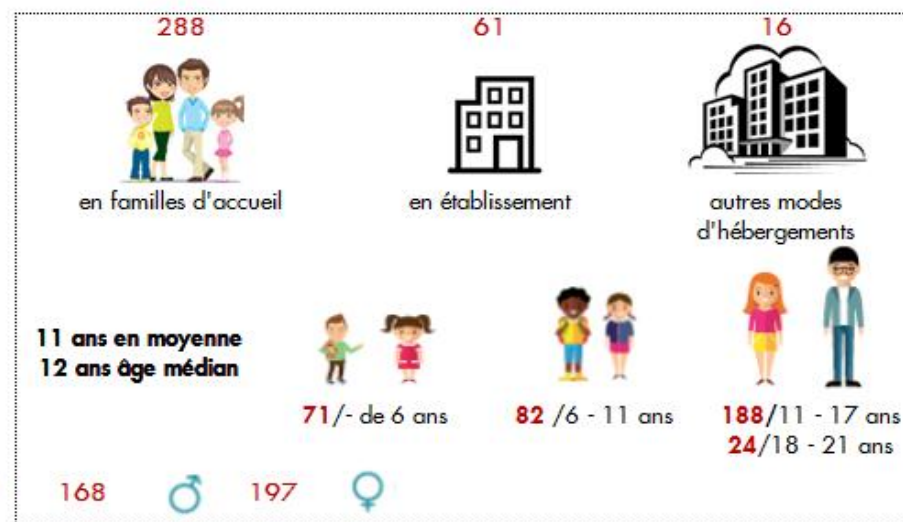 288
61
16
en familles d'accueil
en établissement
autres modes
d'hébergements
11 ans en moyenne
12 ans âge médian
71/- de 6 ans
82 /6 - 11 ans
188/11 - 17 ans
24/18 - 21 ans
168
197